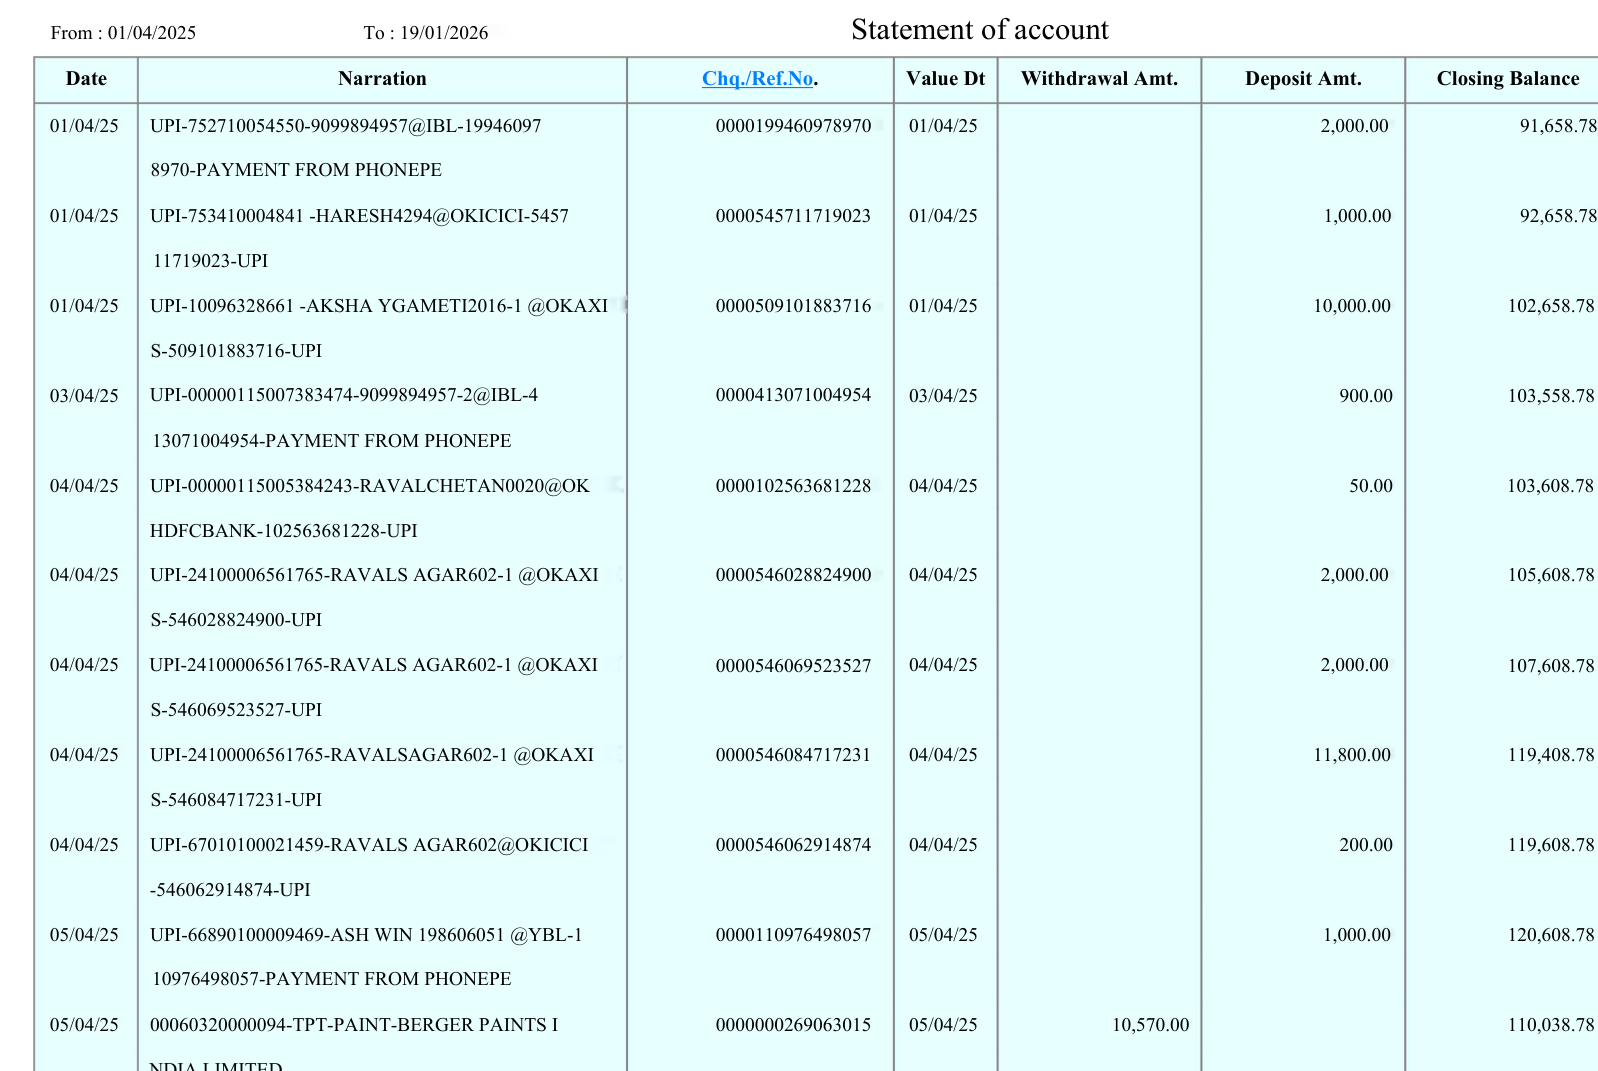 From : 01/04/2025 To : 19/01/2026 Statement of account
Date Narration Chq./Ref.No. Value Dt Withdrawal Amt. Deposit Amt. Closing Balance
01/04/25 UPI-752710054550-9099894957@IBL-19946097 0000199460978970 01/04/25 2,000.00 91,658.78
8970-PAYMENT FROM PHONEPE
01/04/25 UPI-753410004841 -HARESH4294@OKICICI-5457 0000545711719023 01/04/25 1,000.00 92,658.78
11719023-UPI
01/04/25 UPI-10096328661 -AKSHA YGAMETI2016-1 @OKAXI 0000509101883716 01/04/25 10,000.00 102,658.78
S-509101883716-UPI
03/04/25 UPI-00000115007383474-9099894957-2@IBL-4 0000413071004954 03/04/25 900.00 103,558.78
13071004954-PAYMENT FROM PHONEPE
04/04/25 UPI-00000115005384243-RAVALCHETAN0020@OK 0000102563681228 04/04/25 50.00 103,608.78
HDFCBANK-102563681228-UPI
04/04/25 UPI-24100006561765-RAVALS AGAR602-1 @OKAXI 0000546028824900 04/04/25 2,000.00 105,608.78
S-546028824900-UPI
04/04/25 UPI-24100006561765-RAVALS AGAR602-1 @OKAXI 0000546069523527 04/04/25 2,000.00 107,608.78
S-546069523527-UPI
04/04/25 UPI-24100006561765-RAVALSAGAR602-1 @OKAXI 0000546084717231 04/04/25 11,800.00 119,408.78
S-546084717231-UPI
04/04/25 UPI-67010100021459-RAVALS AGAR602@OKICICI 0000546062914874 04/04/25 200.00 119,608.78
-546062914874-UPI
05/04/25 UPI-66890100009469-ASH WIN 198606051 @YBL-1 0000110976498057 05/04/25 1,000.00 120,608.78
10976498057-PAYMENT FROM PHONEPE
05/04/25 00060320000094-TPT-PAINT-BERGER PAINTS I 0000000269063015 05/04/25 10,570.00 110,038.78
NDIA LIMITED